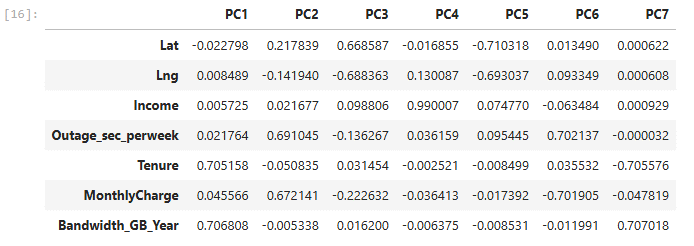 [16]: PC1 PC2 PC3 PC4 PC5 PC6 PC7
Lat -0.022798 0.217839 0.668587 -0.016855 -0.710318 0.013490 0.000622
Lng 0.008489 -0.141940 -0.688363 0.130087 -0.693037 0.093349 0.000608
Income 0.005725 0.021677 0.098806 0.990007 0.074770 -0.063484 0.000929
Outage_sec_perweek 0.021764 0.691045 -0.136267 0.036159 0.095445 0.702137 -0.000032
Tenure 0.705158 -0.050835 0.031454 -0.002521 -0.008499 0.035532 -0.705576
MonthlyCharge 0.045566 0.672141 -0.222632 -0.036413 -0.017392 -0.701905 -0.047819
Bandwidth_GB_Year 0.706808 -0.005338 0.016200 -0.006375 -0.008531 -0.011991 0.707018